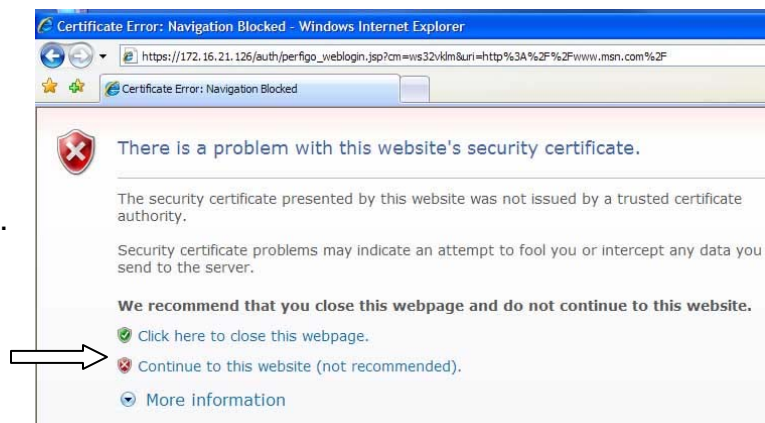 Certificate Error: Navigation Blocked - Windows Internet Explorer
https://172.16.21.126/auth/perfigo_weblogin.jsp?cm=ws32vklm&uri=http%3A%2F%2Fwww.msn.com%2F
Certificate Error: Navigation Blocked
There is a problem with this website's security certificate.
The security certificate presented by this website was not issued by a trusted certificate
authority.
.
Security certificate problems may indicate an attempt to fool you or intercept any data you
send to the server.
We recommend that you close this webpage and do not continue to this website.
Click here to close this webpage.
Continue to this website (not recommended).
More information